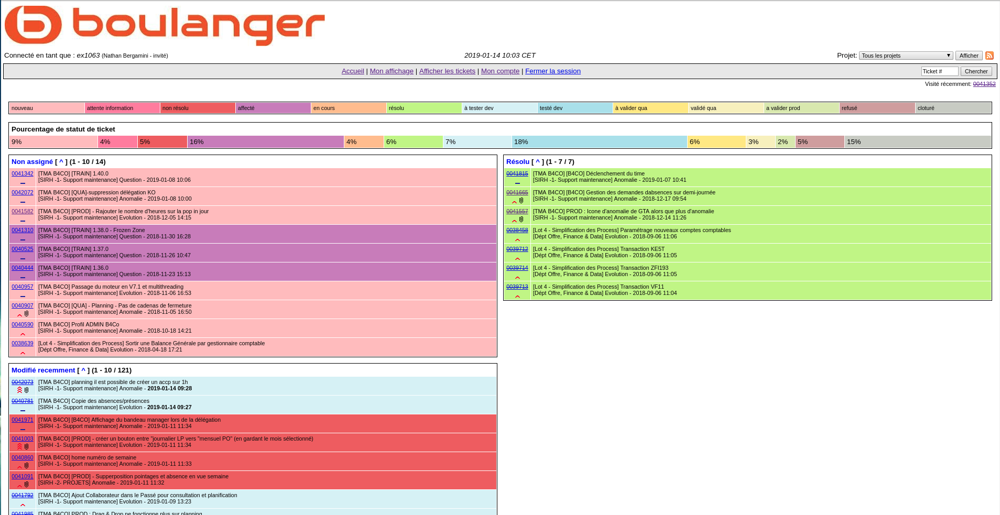 boulanger
Connecté en tant que : ex1063 (Nathan Bergamini - invité)
2019-01-14 10:03 CET
Projet: Tous les projets Afficher
Accueil | Mon affichage | Afficher les tickets | Mon compte | Fermer la session
Ticket # Chercher
Visité récemment: 0041352
nouveau attente information non résolu affecté en cours résolu à tester dev testé dev à valider qua validé qua a valider prod refusé cloturé
Pourcentage de statut de ticket
9% 4% 5% 16% 4% 6% 7% 18% 6% 3% 2% 5% 15%
Non assigné [ ^ ] (1 - 10 / 14)
0041342 [TMA B4CO] [TRAIN] 1.40.0
[SIRH -1- Support maintenance] Question - 2019-01-08 10:06
0042072 [TMA B4CO] [QUA]-suppression délégation KO
[SIRH -1- Support maintenance] Anomalie - 2019-01-08 10:00
0041582 [TMA B4CO] [PROD] - Rajouter le nombre d'heures sur la pop in jour
[SIRH -1- Support maintenance] Evolution - 2018-12-05 14:15
0041310 [TMA B4CO] [TRAIN] 1.38.0 - Frozen Zone
[SIRH -1- Support maintenance] Question - 2018-11-30 16:28
0040525 [TMA B4CO] [TRAIN] 1.37.0
[SIRH -1- Support maintenance] Question - 2018-11-26 10:47
0040444 [TMA B4CO] [TRAIN] 1.36.0
[SIRH -1- Support maintenance] Question - 2018-11-23 15:13
0040957 [TMA B4CO] Passage du moteur en V7.1 et multithreading
[SIRH -1- Support maintenance] Evolution - 2018-11-06 16:53
0040907 [TMA B4CO] [QUA] - Planning - Pas de cadenas de fermeture
[SIRH -1- Support maintenance] Anomalie - 2018-11-05 16:50
0040590 [TMA B4CO] Profil ADMIN B4Co
[SIRH -1- Support maintenance] Anomalie - 2018-10-18 14:21
0038639 [Lot 4 - Simplification des Process] Sortir une Balance Générale par gestionnaire comptable
[Dépt Offre, Finance & Data] Evolution - 2018-04-18 17:21
Résolu [ ^ ] (1 - 7 / 7)
0041815 [TMA B4CO] [B4CO] Déclenchement du time
[SIRH -1- Support maintenance] Anomalie - 2019-01-07 10:41
0041665 [TMA B4CO] [B4CO] Gestion des demandes dabsences sur demi-journée
[SIRH -1- Support maintenance] Anomalie - 2018-12-17 09:54
0041557 [TMA B4CO] PROD : Icone d'anomalie de GTA alors que plus d'anomalie
[SIRH -1- Support maintenance] Anomalie - 2018-12-14 11:26
0038458 [Lot 4 - Simplification des Process] Paramétrage nouveaux comptes comptables
[Dépt Offre, Finance & Data] Evolution - 2018-09-06 11:06
0039712 [Lot 4 - Simplification des Process] Transaction KE5T
[Dépt Offre, Finance & Data] Evolution - 2018-09-06 11:05
0039714 [Lot 4 - Simplification des Process] Transaction ZFI193
[Dépt Offre, Finance & Data] Evolution - 2018-09-06 11:05
0039713 [Lot 4 - Simplification des Process] Transaction VF11
[Dépt Offre, Finance & Data] Evolution - 2018-09-06 11:04
Modifié recemment [ ^ ] (1 - 10 / 121)
0042073 [TMA B4CO] planning il est possible de créer un accp sur 1h
[SIRH -1- Support maintenance] Anomalie - 2019-01-14 09:28
0040781 [TMA B4CO] Copie des absences/présences
[SIRH -1- Support maintenance] Evolution - 2019-01-14 09:27
0041971 [TMA B4CO] [B4CO] Affichage du bandeau manager lors de la délégation
[SIRH -1- Support maintenance] Anomalie - 2019-01-11 11:34
0041003 [TMA B4CO] [PROD] - créer un bouton entre "journalier LP vers "mensuel PO" (en gardant le mois sélectionné)
[SIRH -1- Support maintenance] Evolution - 2019-01-11 11:34
0040860 [TMA B4CO] home numéro de semaine
[SIRH -1- Support maintenance] Anomalie - 2019-01-11 11:33
0041091 [TMA B4CO] [PROD] - Supperposition pointages et absence en vue semaine
[SIRH -2- PROJETS] Anomalie - 2019-01-11 11:32
0041792 [TMA B4CO] Ajout Collaborateur dans le Passé pour consultation et planification
[SIRH -1- Support maintenance] Evolution - 2019-01-09 13:23
0041985 [TMA B4CO] PROD : Drag & Drop ne fonctionne plus sur planning